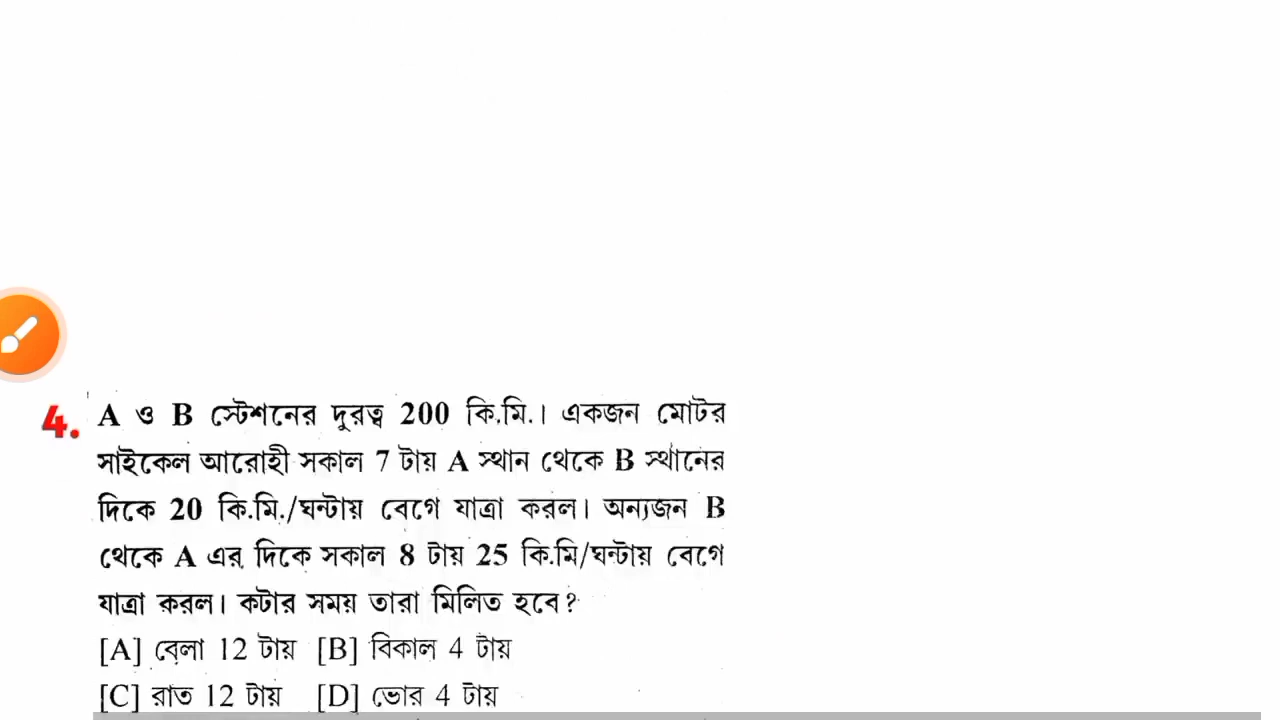 4. A ও B স্টেশনের দুরত্ব 200 কি.মি.। একজন মোটর
সাইকেল আরোহী সকাল 7 টায় A স্থান থেকে B স্থানের
দিকে 20 কি.মি./ঘন্টায় বেগে যাত্রা করল। অন্যজন B
থেকে A এর দিকে সকাল 8 টায় 25 কি.মি/ঘন্টায় বেগে
যাত্রা করল। কটার সময় তারা মিলিত হবে?
[A] বেলা 12 টায় [B] বিকাল 4 টায়
[C] রাত 12 টায় [D] ভোর 4 টায়